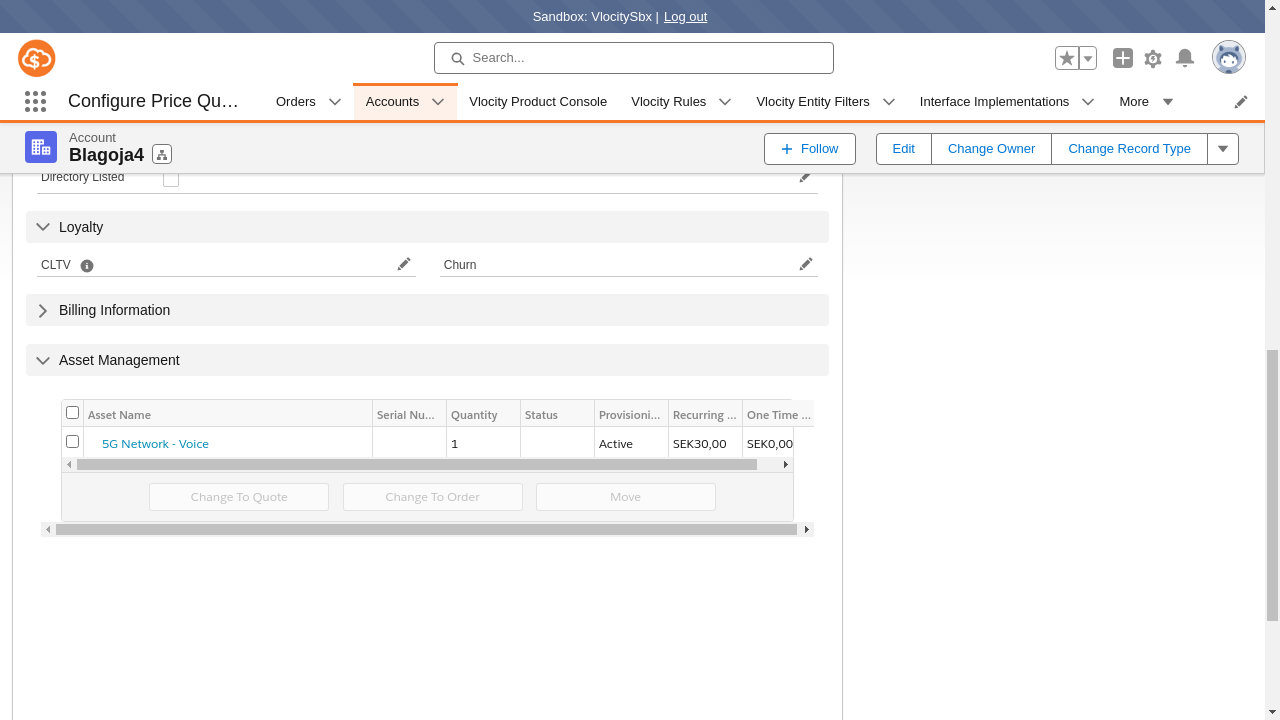 Sandbox: VlocitySbx | Log out
Search...
Configure Price Qu...
Orders
Accounts
Vlocity Product Console
Vlocity Rules
Vlocity Entity Filters
Interface Implementations
More
Account
Blagoja4
Follow
Edit
Change Owner
Change Record Type
Directory Listed
Loyalty
CLTV
Churn
Billing Information
Asset Management
Asset Name Serial Nu... Quantity Status Provisioni... Recurring ... One Time ...
5G Network - Voice 1 Active SEK30,00 SEK0,00
Change To Quote
Change To Order
Move